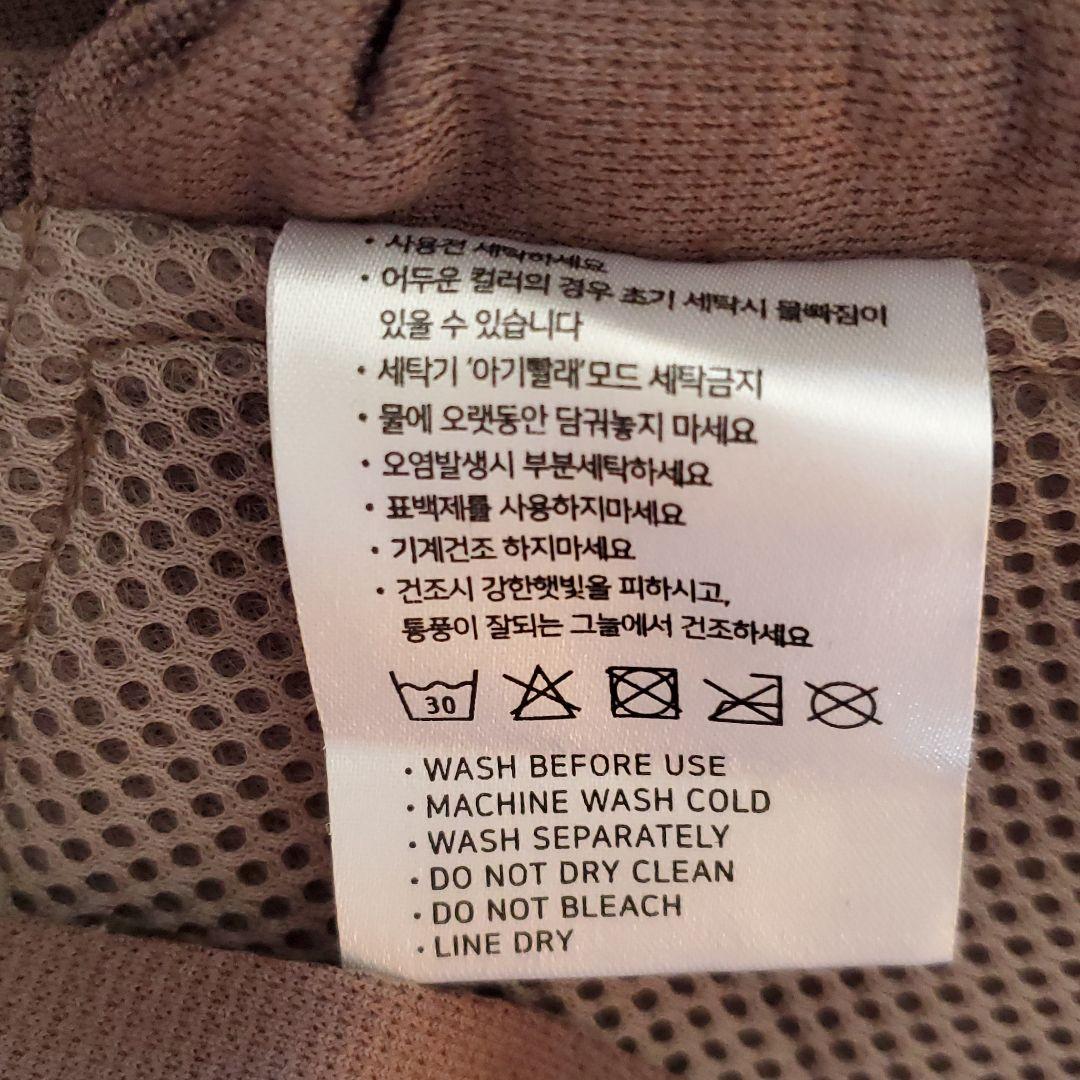 • 사용전 세탁하세요
• 어두운 컬러의 경우 초기 세탁시 물빠짐이
있을 수 있습니다
• 세탁기 '아기빨래'모드 세탁금지
• 물에 오랫동안 담궈놓지 마세요
• 오염발생시 부분세탁하세요
• 표백제를 사용하지마세요
• 기계건조 하지마세요
• 건조시 강한햇빛을 피하시고,
통풍이 잘되는 그늘에서 건조하세요
30
• WASH BEFORE USE
• MACHINE WASH COLD
• WASH SEPARATELY
• DO NOT DRY CLEAN
• DO NOT BLEACH
• LINE DRY